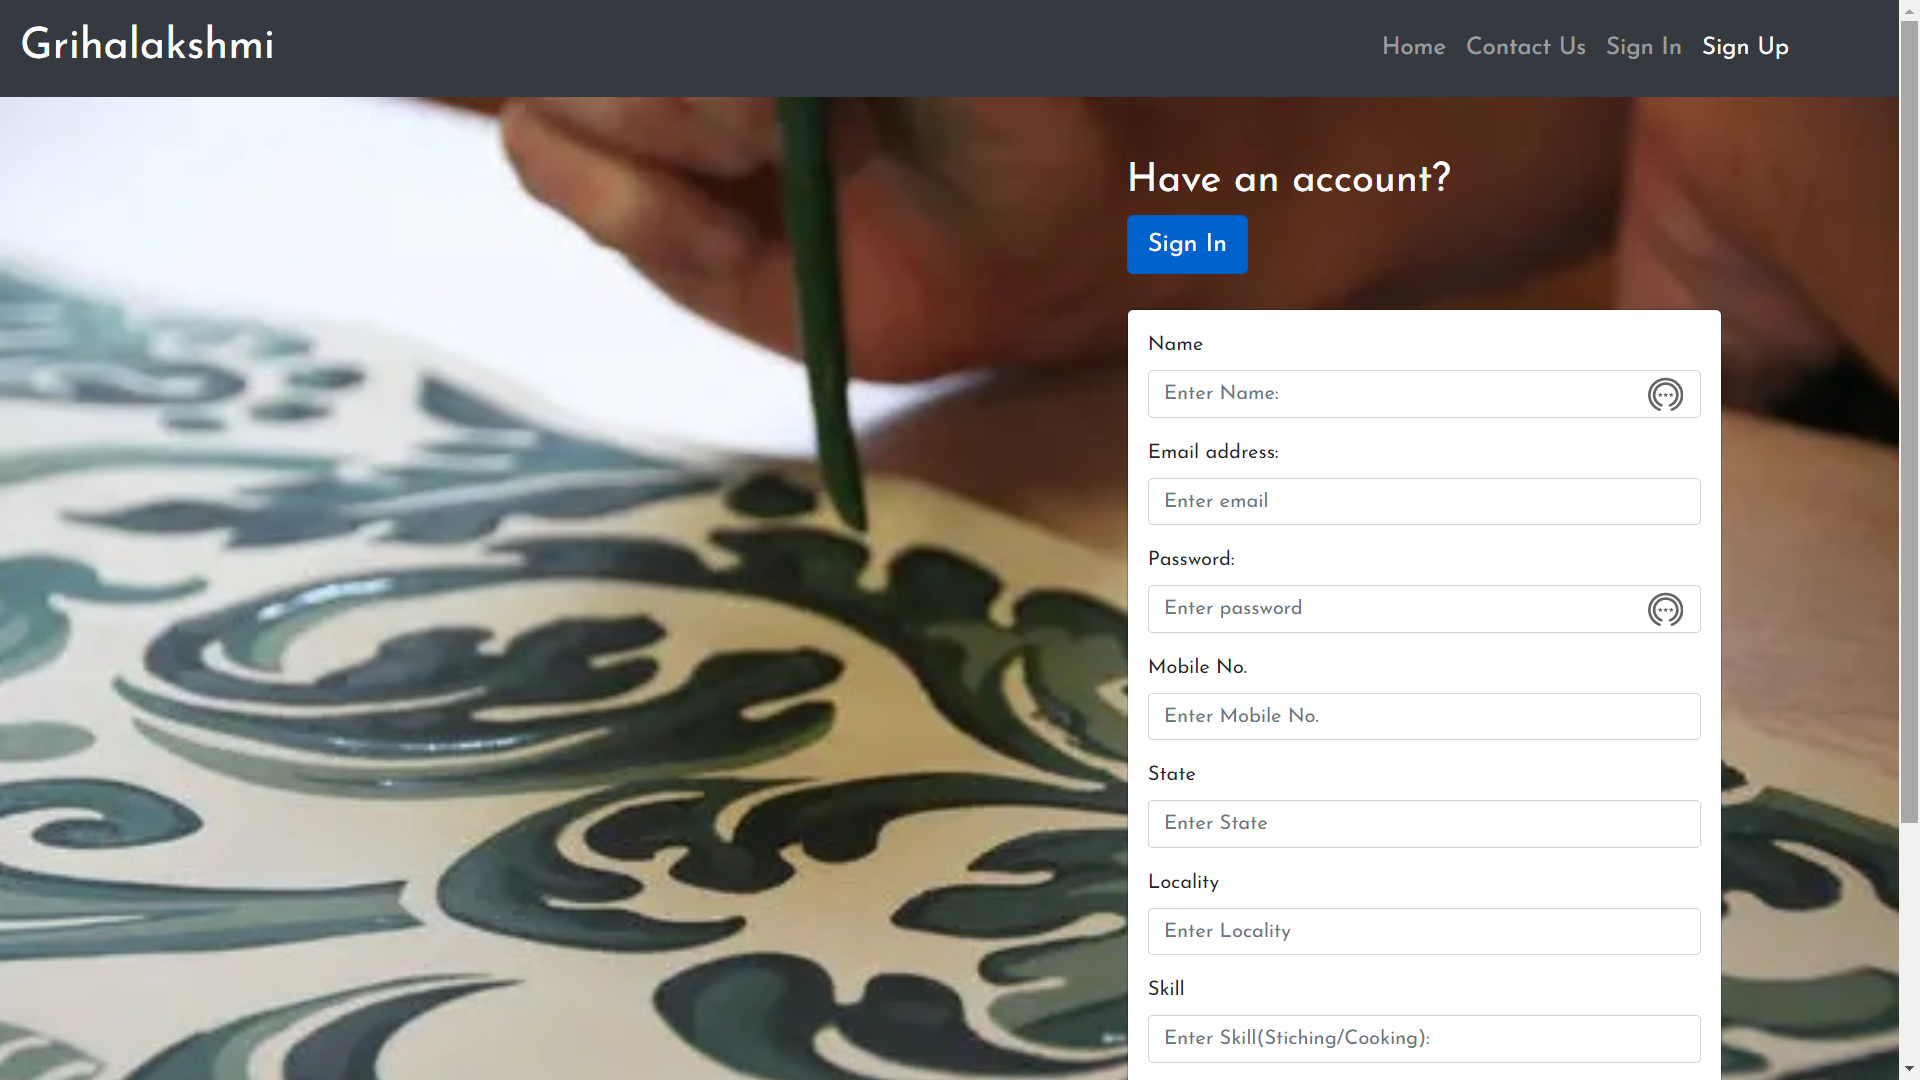 Grihalakshmi
Home Contact Us Sign In Sign Up
Have an account?
Sign In
Name
Enter Name:
Email address:
Enter email
Password:
Enter password
Mobile No.
Enter Mobile No.
State
Enter State
Locality
Enter Locality
Skill
Enter Skill(Stiching/Cooking):